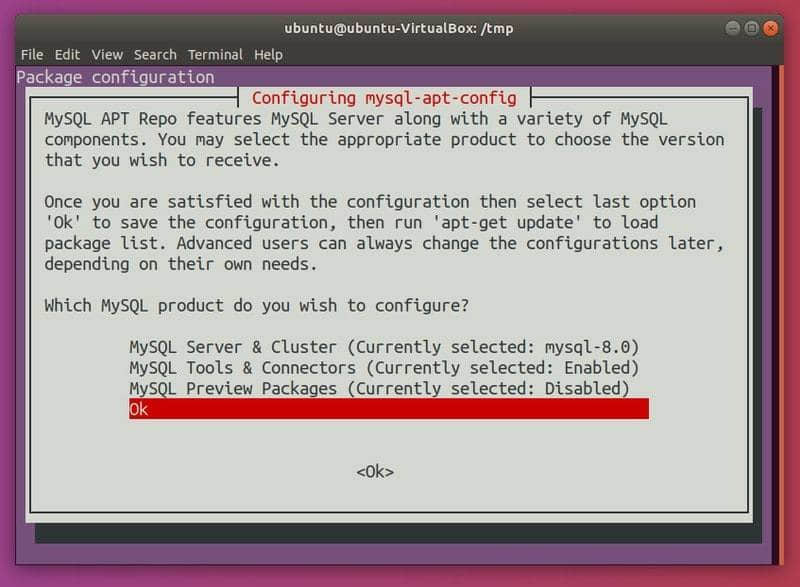 ubuntu@ubuntu-VirtualBox: /tmp
File Edit View Search Terminal Help
Package configuration
Configuring mysql-apt-config
MySQL APT Repo features MySQL Server along with a variety of MySQL
components. You may select the appropriate product to choose the version
that you wish to receive.
Once you are satisfied with the configuration then select last option
'Ok' to save the configuration, then run 'apt-get update' to load
package list. Advanced users can always change the configurations later,
depending on their own needs.
Which MySQL product do you wish to configure?
MySQL Server & Cluster (Currently selected: mysql-8.0)
MySQL Tools & Connectors (Currently selected: Enabled)
MySQL Preview Packages (Currently selected: Disabled)
Ok
<Ok>